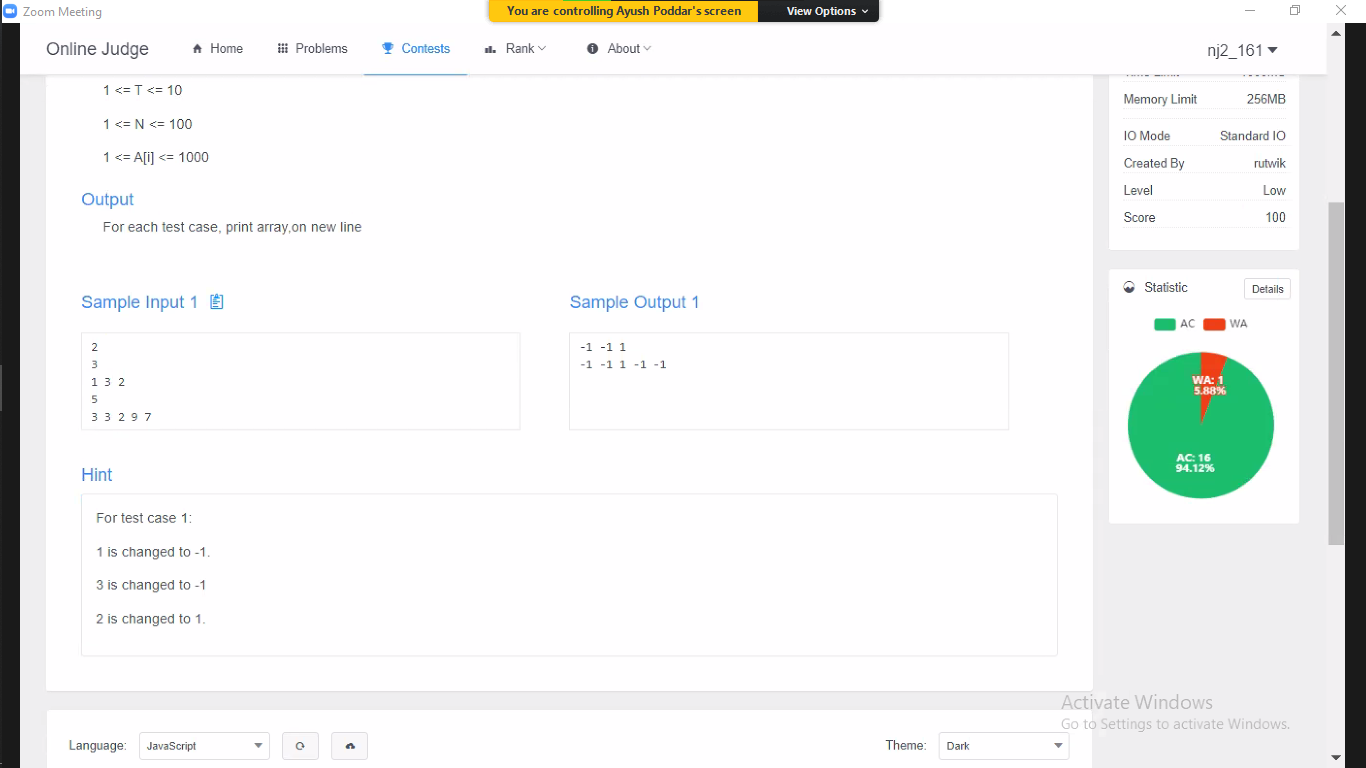 Zoom Meeting
You are controlling Ayush Poddar's screen View Options
Online Judge Home Problems Contests Rank About nj2_161
1 <= T <= 10
1 <= N <= 100
1 <= A[i] <= 1000
Output
For each test case, print array,on new line
Sample Input 1
2
3
1 3 2
5
3 3 2 9 7
Sample Output 1
-1 -1 1
-1 -1 1 -1 -1
Hint
For test case 1:
1 is changed to -1.
3 is changed to -1
2 is changed to 1.
Language: JavaScript
Theme: Dark
Memory Limit 256MB
IO Mode Standard IO
Created By rutwik
Level Low
Score 100
Statistic Details
AC WA
WA: 1
5.88%
AC: 16
94.12%
Activate Windows
Go to Settings to activate Windows.